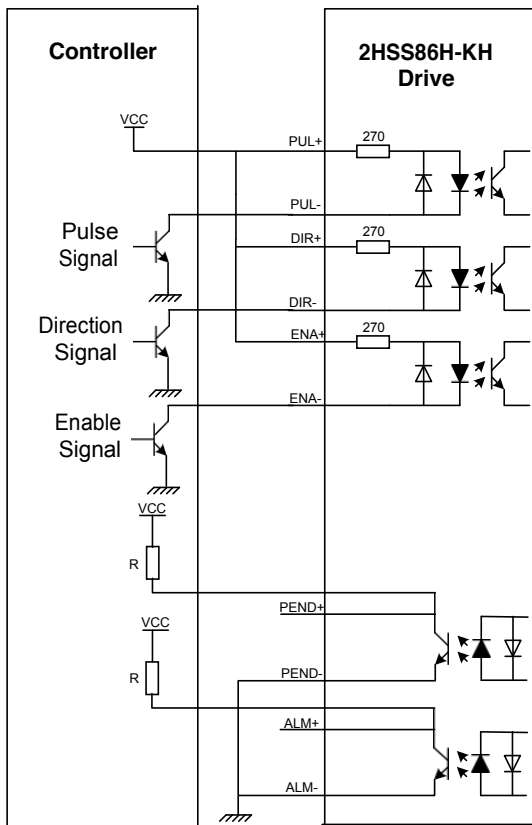 Controller
2HSS86H-KH
Drive
VCC
PUL+
270
PUL-
Pulse
Signal
DIR+
270
DIR-
Direction
Signal
ENA+
270
ENA-
Enable
Signal
VCC
R
PEND+
VCC
R
PEND-
ALM+
ALM-